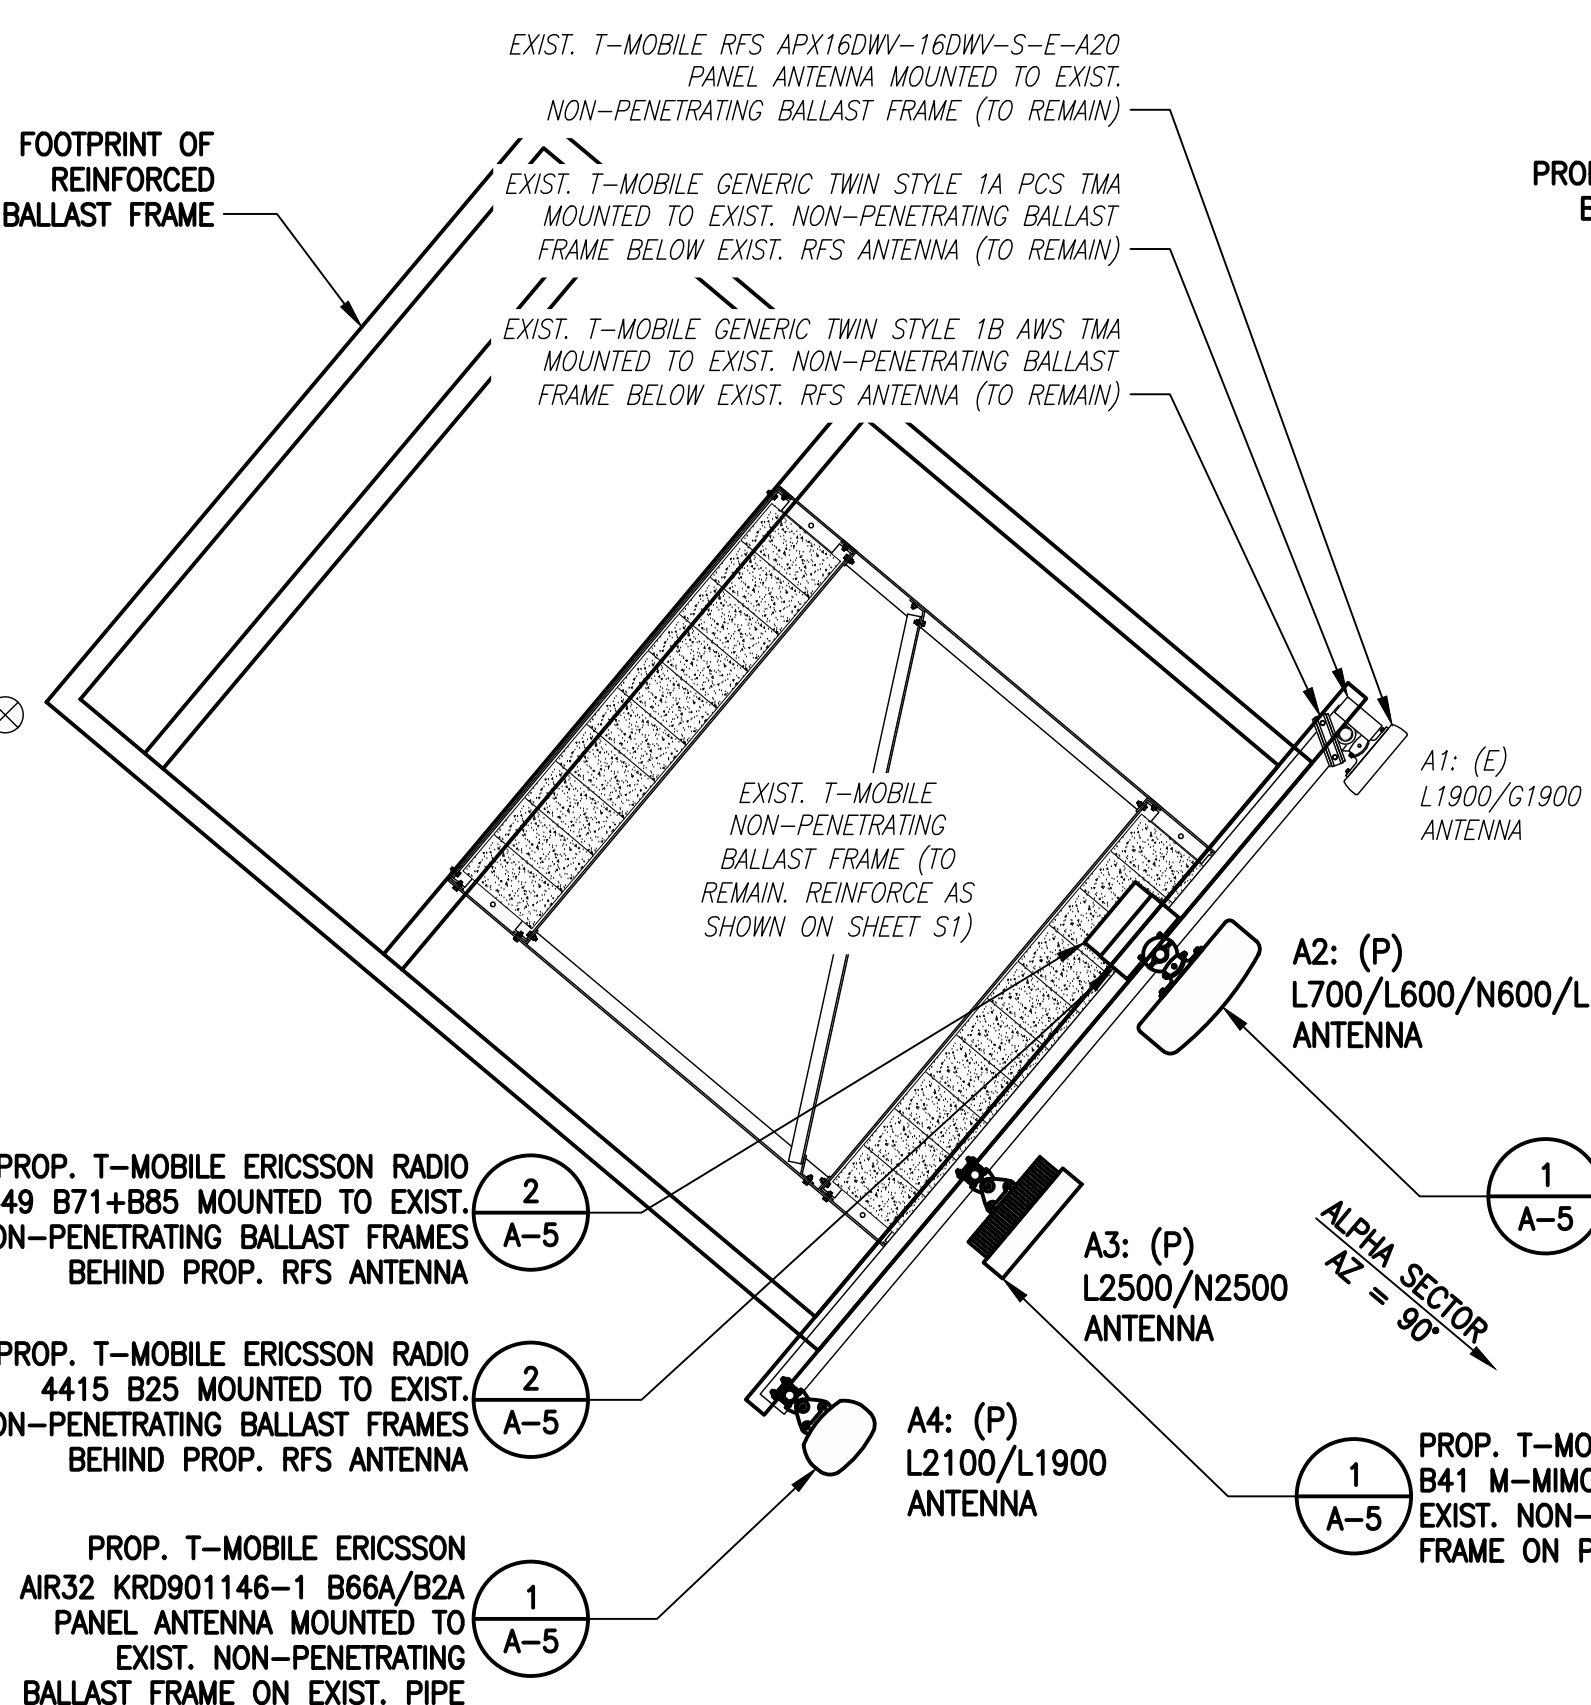 EXIST. T-MOBILE RFS APX16DWV-16DWV-S-E-A20
PANEL ANTENNA MOUNTED TO EXIST.
NON-PENETRATING BALLAST FRAME (TO REMAIN)
FOOTPRINT OF
REINFORCED
BALLAST FRAME
EXIST. T-MOBILE GENERIC TWIN STYLE 1A PCS TMA
MOUNTED TO EXIST. NON-PENETRATING BALLAST
FRAME BELOW EXIST. RFS ANTENNA (TO REMAIN)
EXIST. T-MOBILE GENERIC TWIN STYLE 1B AWS TMA
MOUNTED TO EXIST. NON-PENETRATING BALLAST
FRAME BELOW EXIST. RFS ANTENNA (TO REMAIN)
A1: (E)
L1900/G1900
ANTENNA
EXIST. T-MOBILE
NON-PENETRATING
BALLAST FRAME (TO
REMAIN. REINFORCE AS
SHOWN ON SHEET S1)
A2: (P)
L700/L600/N600/L
ANTENNA
1
A-5
PROP. T-MOBILE ERICSSON RADIO
49 B71+B85 MOUNTED TO EXIST.
ON-PENETRATING BALLAST FRAMES
BEHIND PROP. RFS ANTENNA
2
A-5
ALPHA SECTOR
AZ = 90°
A3: (P)
L2500/N2500
ANTENNA
PROP. T-MOBILE ERICSSON RADIO
4415 B25 MOUNTED TO EXIST.
ON-PENETRATING BALLAST FRAMES
BEHIND PROP. RFS ANTENNA
2
A-5
A4: (P)
L2100/L1900
ANTENNA
1
A-5
PROP. T-MO
B41 M-MIMO
EXIST. NON-
FRAME ON P
PROP. T-MOBILE ERICSSON
AIR32 KRD901146-1 B66A/B2A
PANEL ANTENNA MOUNTED TO
EXIST. NON-PENETRATING
BALLAST FRAME ON EXIST. PIPE
1
A-5